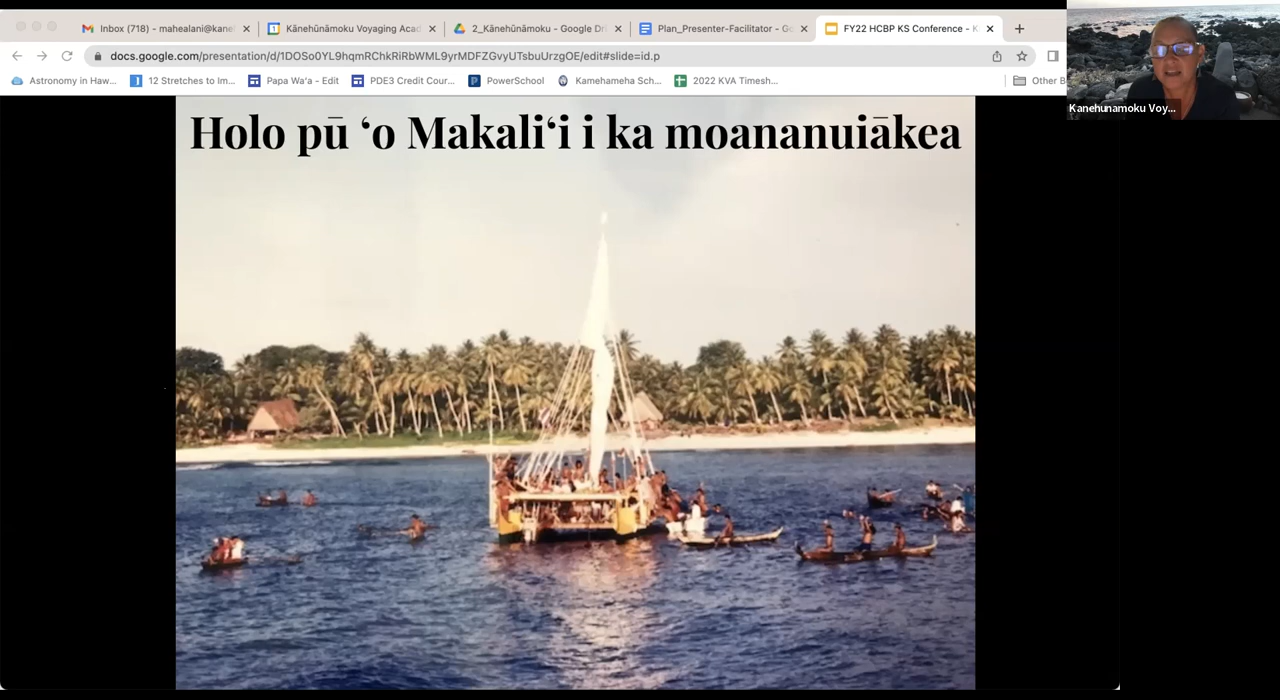 Inbox (718) - mahealani@kane
Kānehūnāmoku Voyaging Acad
2_Kānehūnāmoku - Google Dri
Plan_Presenter-Facilitator - Go
FY22 HCBP KS Conference - K
docs.google.com/presentation/d/1DOSo0YL9hqmRChkRiRbWML9yrMDFZGvyUTsbuUrzgOE/edit#slide=id.p
Astronomy in Haw...
12 Stretches to Im...
Papa Waʻa - Edit
PDE3 Credit Cour...
PowerSchool
Kamehameha Sch...
2022 KVA Timesh...
Other B
Kanehunamoku Voy...
Holo pū ʻo Makaliʻi i ka moananuiākea